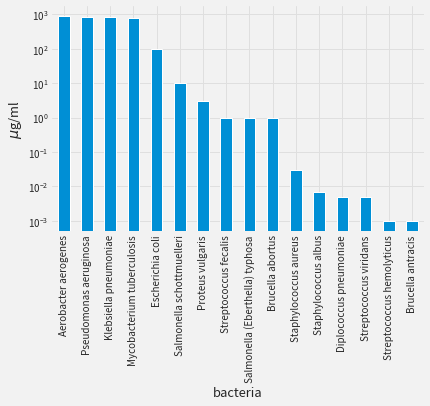 10³
10²
10¹
10⁰
10⁻¹
10⁻²
10⁻³
μg/ml
Aerobacter aerogenes
Pseudomonas aeruginosa
Klebsiella pneumoniae
Mycobacterium tuberculosis
Escherichia coli
Salmonella schottmuelleri
Proteus vulgaris
Streptococcus fecalis
Salmonella (Eberthella) typhosa
Brucella abortus
Staphylococcus aureus
Staphylococcus albus
Diplococcus pneumoniae
Streptococcus viridans
Streptococcus hemolyticus
Brucella antracis
bacteria